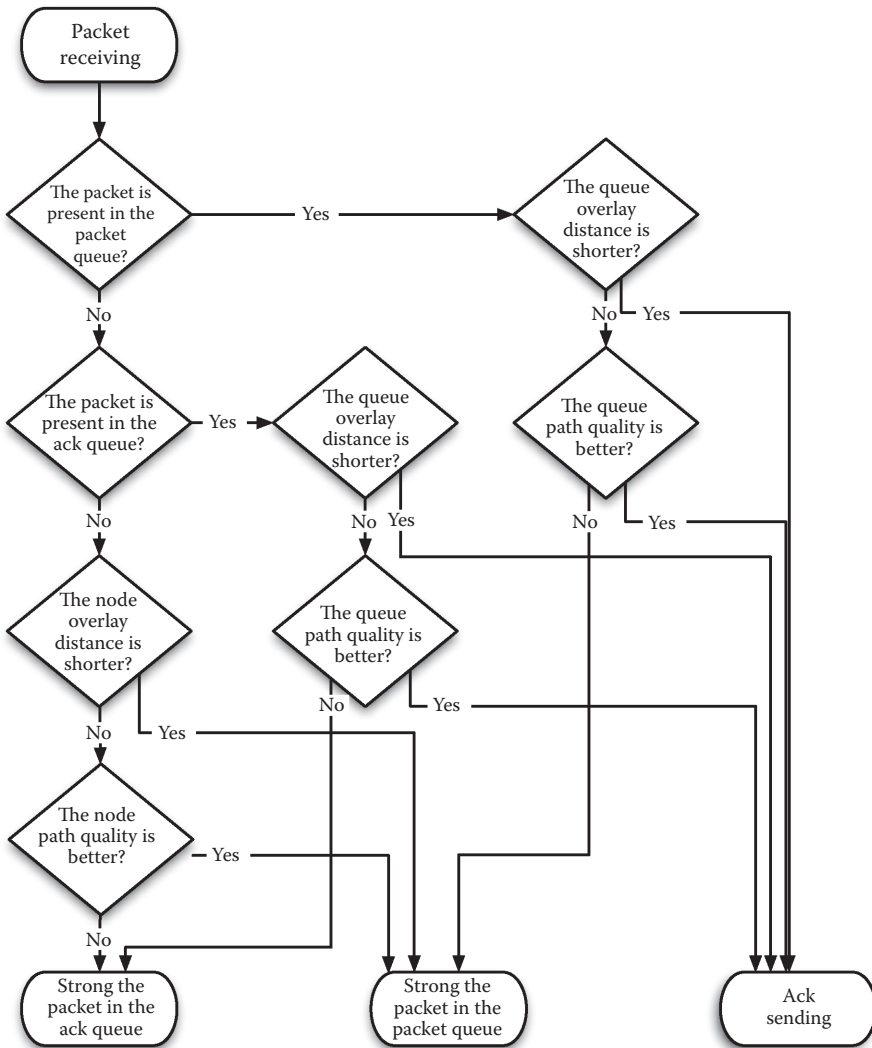 Packet
receiving
The packet is
present in the
packet
queue?
Yes
The queue
overlay
distance is
shorter?
No
No
Yes
The packet is
present in the
ack queue?
Yes
The queue
overlay
distance is
shorter?
The queue
path quality is
better?
No
No
Yes
No
Yes
The node
overlay
distance is
shorter?
The queue
path quality is
better?
No
Yes
No
Yes
The node
path quality is
better?
Yes
No
Strong the
packet in the
ack queue
Strong the
packet in the
packet queue
Ack
sending